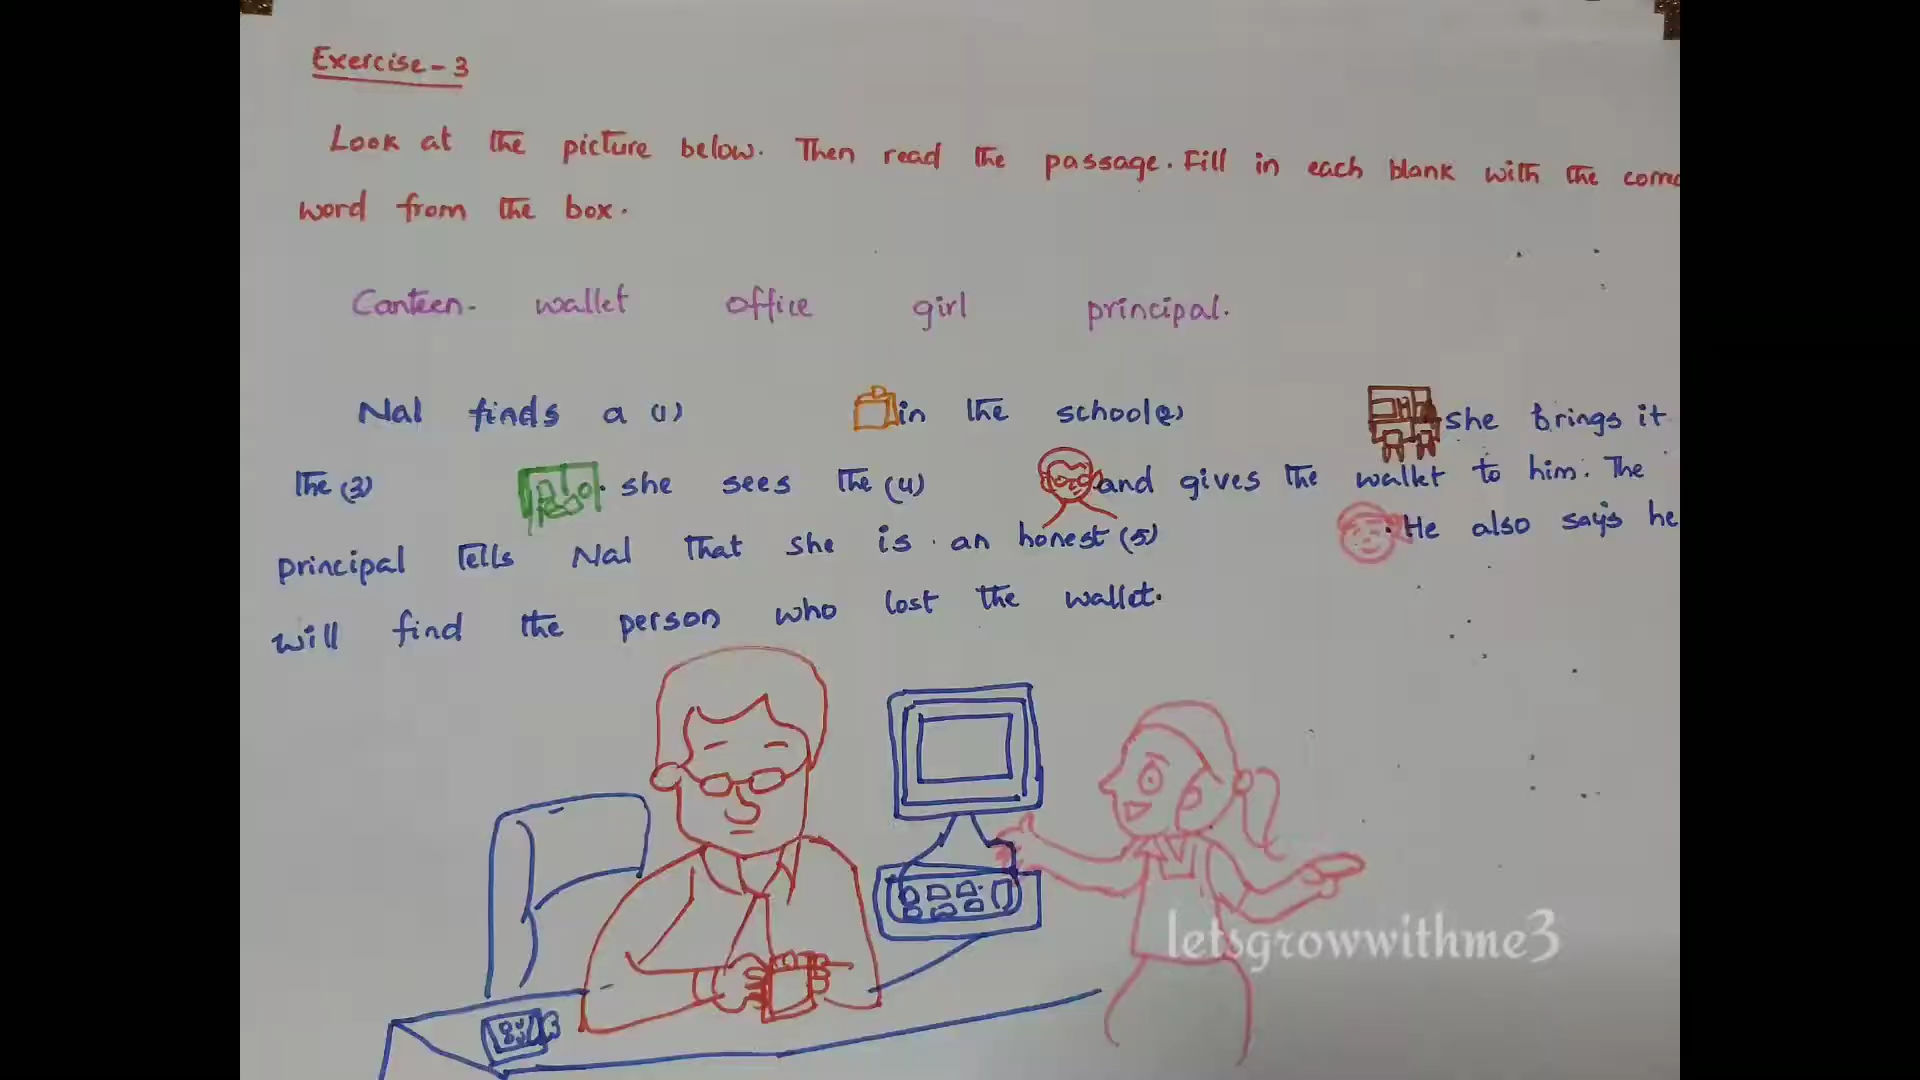 Exercise - 3
Look at the picture below. Then read the passage. Fill in each blank with the
word from the box.
Canteen. wallet office girl principal.
Nal finds a (1) in the school(2) she brings it
the (3) . she sees the (4) and gives the wallet to him. The
principal tells Nal that she is an honest (5) . He also says he
will find the person who lost the wallet.
letsgrowwithme3